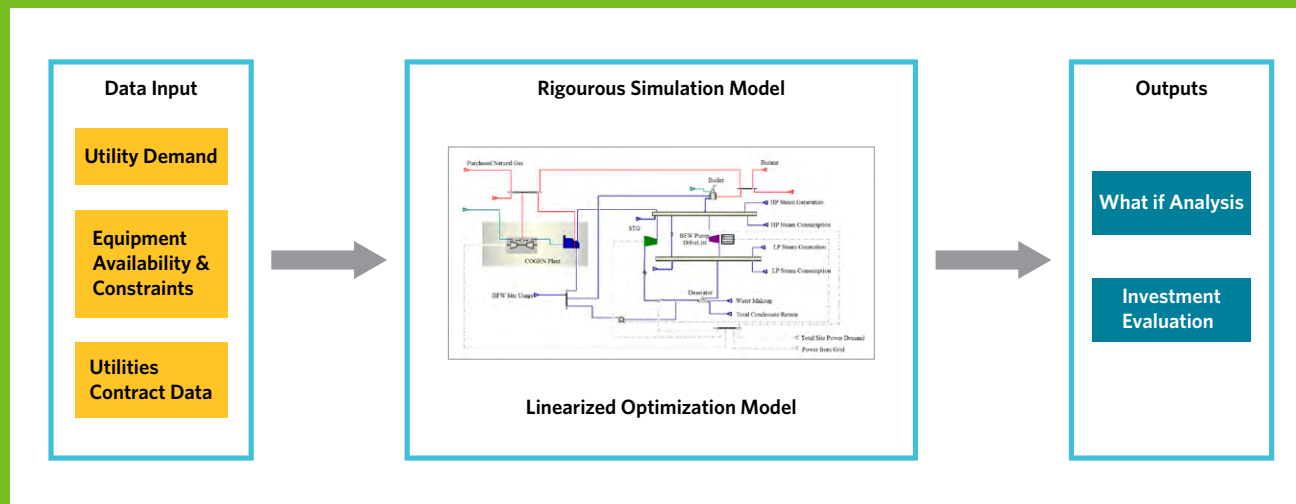 Data Input
Utility Demand
Equipment
Availability &
Constraints
Utilities
Contract Data
Rigourous Simulation Model
Purchased Natural Gas
Butane
Boiler
HP Steam Generation
HP Steam Consumption
STG
BFW Pump
COGEN Plant
LP Steam Generation
LP Steam Consumption
BFW Site Usage
Deaerator
Water Makeup
Total Condensate Return
Total Site Power Demand
Power from Grid
Linearized Optimization Model
Outputs
What if Analysis
Investment
Evaluation